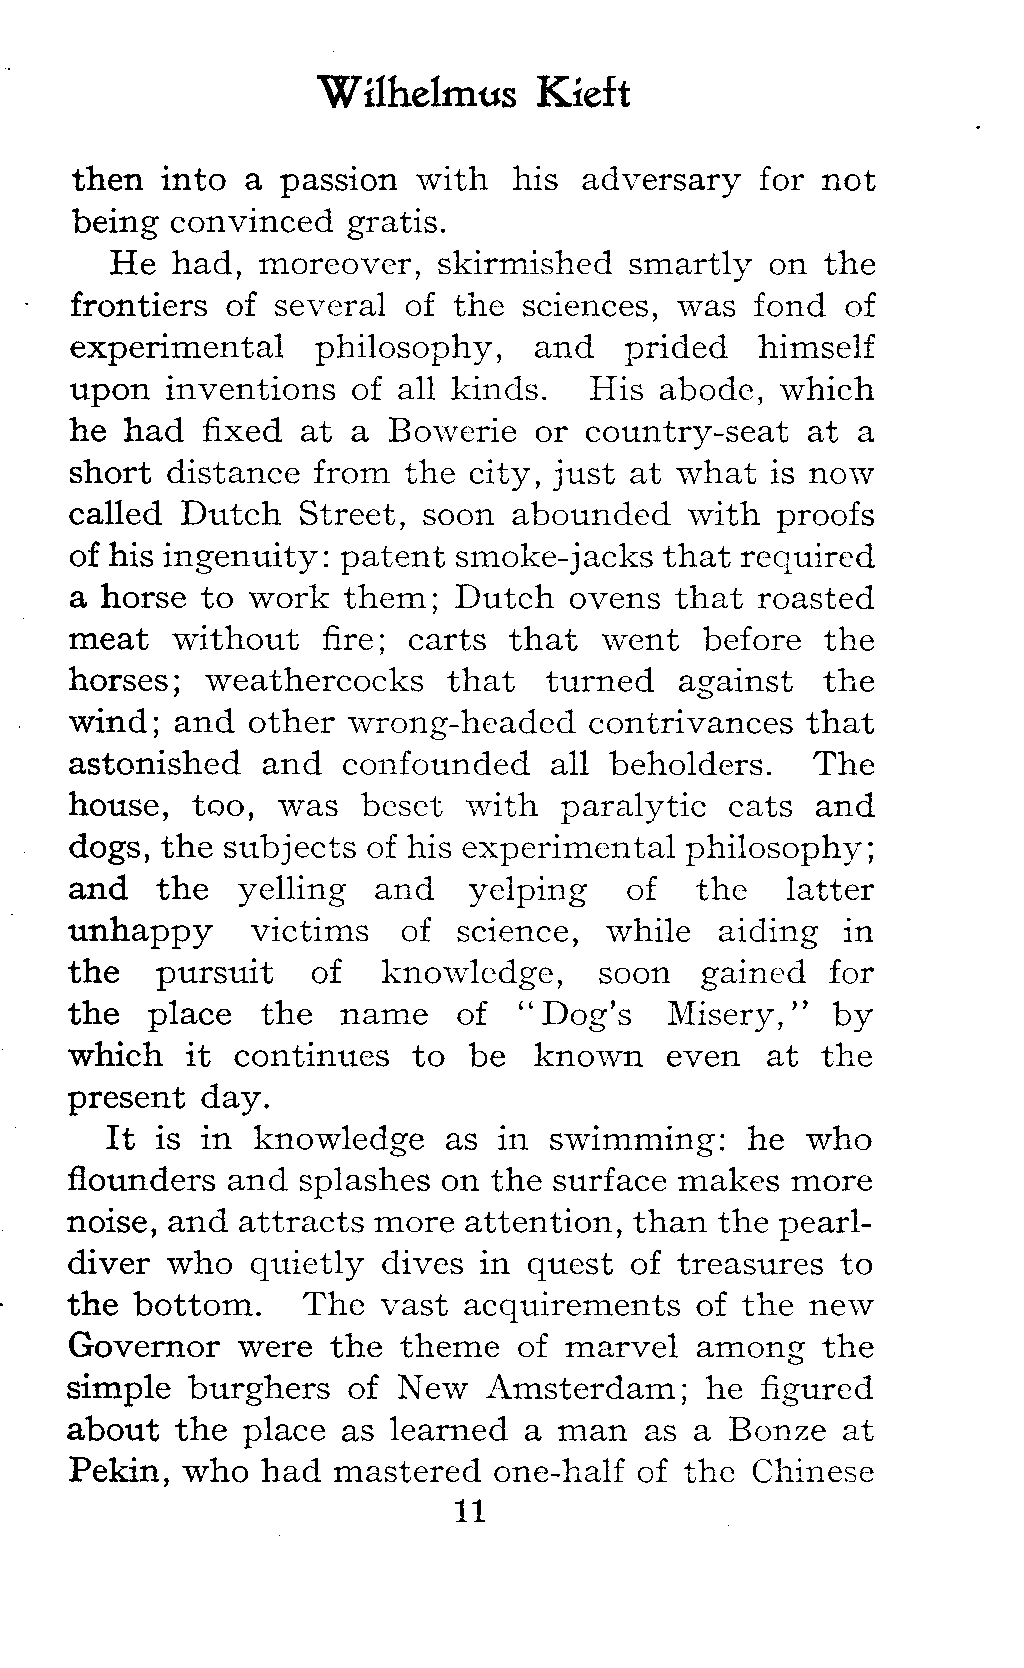 Wilhelmus Kieft
then into a passion with his adversary for not
being convinced gratis.
He had, moreover, skirmished smartly on the
frontiers of several of the sciences, was fond of
experimental philosophy, and prided himself
upon inventions of all kinds. His abode, which
he had fixed at a Bowerie or country-seat at a
short distance from the city, just at what is now
called Dutch Street, soon abounded with proofs
of his ingenuity: patent smoke-jacks that required
a horse to work them; Dutch ovens that roasted
meat without fire; carts that went before the
horses; weathercocks that turned against the
wind; and other wrong-headed contrivances that
astonished and confounded all beholders. The
house, too, was beset with paralytic cats and
dogs, the subjects of his experimental philosophy;
and the yelling and yelping of the latter
unhappy victims of science, while aiding in
the pursuit of knowledge, soon gained for
the place the name of "Dog's Misery," by
which it continues to be known even at the
present day.
It is in knowledge as in swimming: he who
flounders and splashes on the surface makes more
noise, and attracts more attention, than the pearl-
diver who quietly dives in quest of treasures to
the bottom. The vast acquirements of the new
Governor were the theme of marvel among the
simple burghers of New Amsterdam; he figured
about the place as learned a man as a Bonze at
Pekin, who had mastered one-half of the Chinese
11